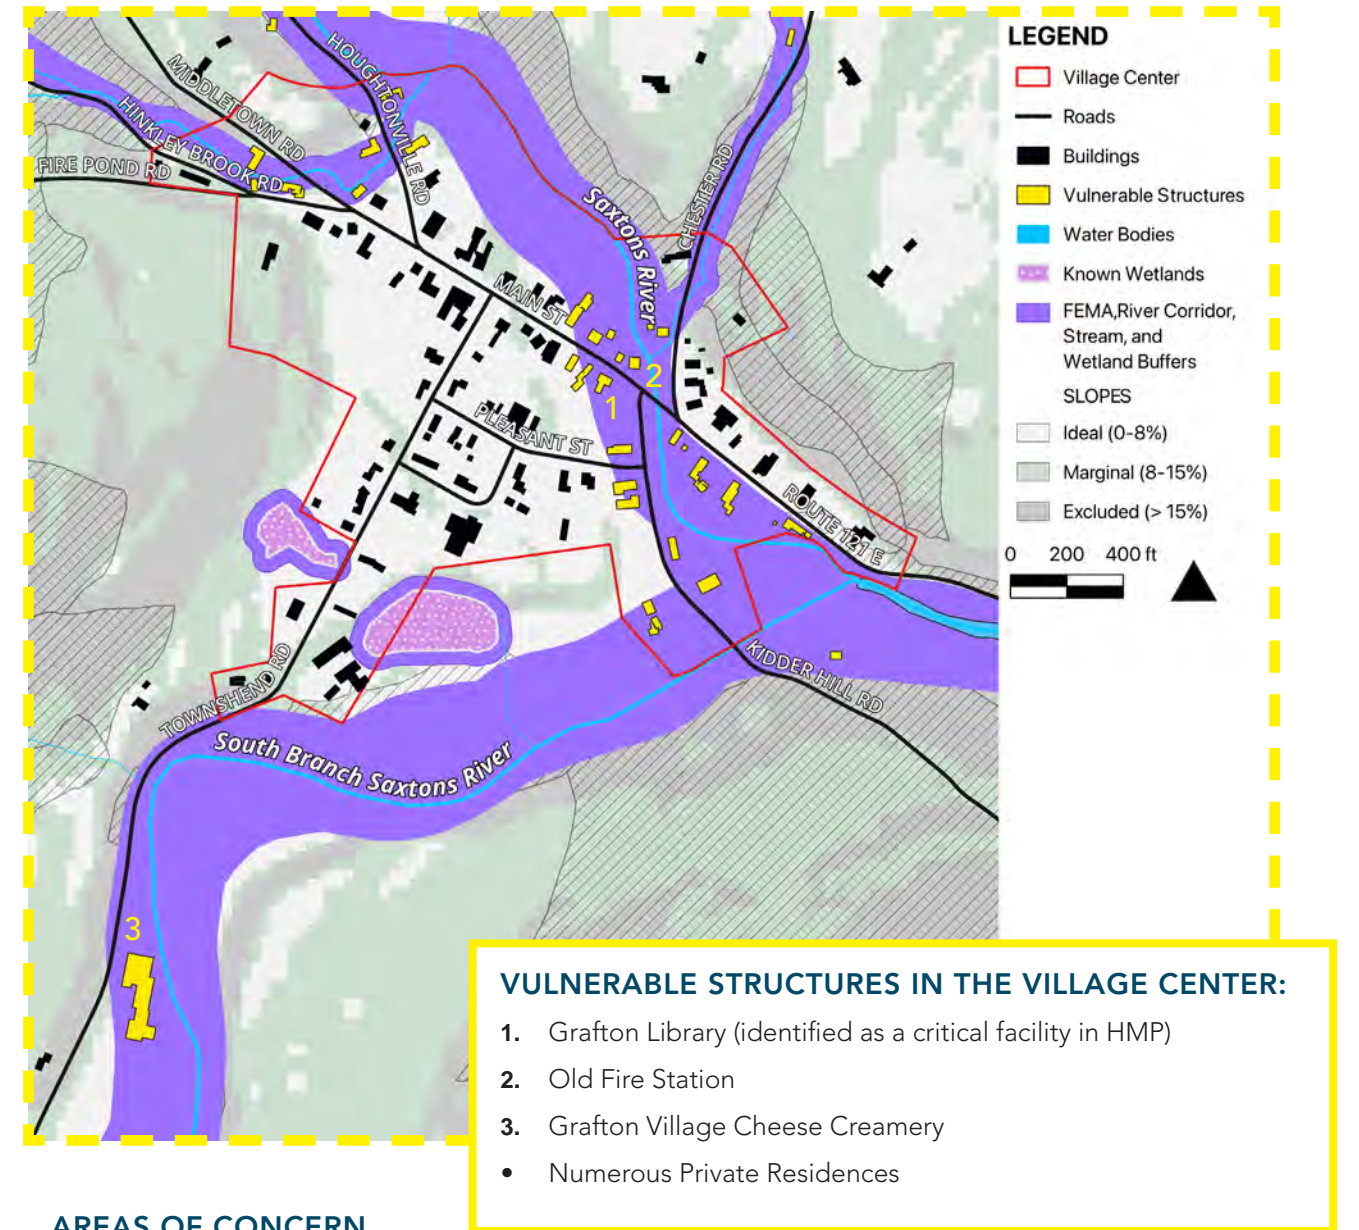 HOUGHTONVILLE RD
MIDDLETOWN RD
HINKLEY BROOK RD
FIRE POND RD
Saxtons River
CHESTER RD
MAIN ST
2
1
PLEASANT ST
ROUTE 121 E
KIDDER HILL RD
TOWNSHEND RD
South Branch Saxtons River
3
LEGEND
Village Center
Roads
Buildings
Vulnerable Structures
Water Bodies
Known Wetlands
FEMA,River Corridor,
Stream, and
Wetland Buffers
SLOPES
Ideal (0-8%)
Marginal (8-15%)
Excluded (> 15%)
0 200 400 ft
VULNERABLE STRUCTURES IN THE VILLAGE CENTER:
1. Grafton Library (identified as a critical facility in HMP)
2. Old Fire Station
3. Grafton Village Cheese Creamery
• Numerous Private Residences
AREAS OF CONCERN